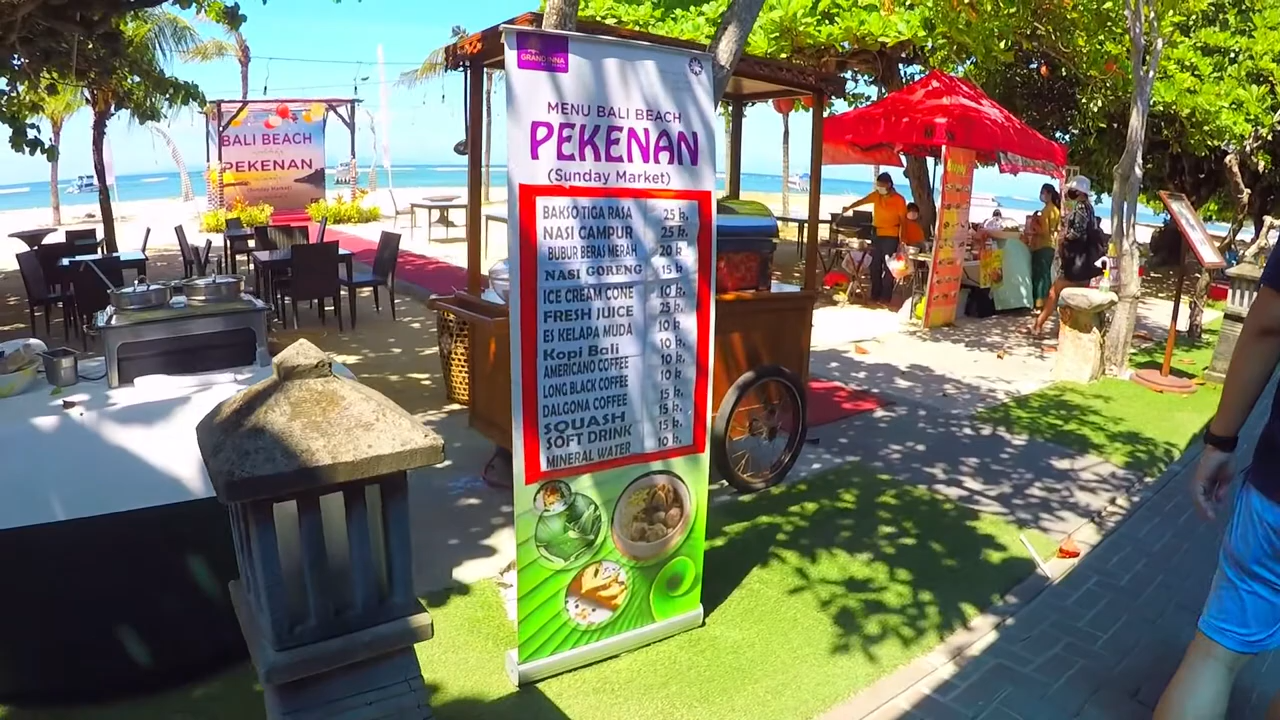 GRAND INNA
MENU BALI BEACH
PEKENAN
(Sunday Market)
BAKSO TIGA RASA 25 k.
NASI CAMPUR 25 k.
BUBUR BERAS MERAH 20 k
NASI GORENG 15 k
ICE CREAM CONE 10 k.
FRESH JUICE 25 k.
ES KELAPA MUDA 10 k
Kopi Bali 10 k.
AMERICANO COFFEE 10 k
LONG BLACK COFFEE
DALGONA COFFEE 15 k.
SQUASH 15 k.
SOFT DRINK 15 k.
MINERAL WATER 10 k.
BALI BEACH
PEKENAN
(Sunday Market)